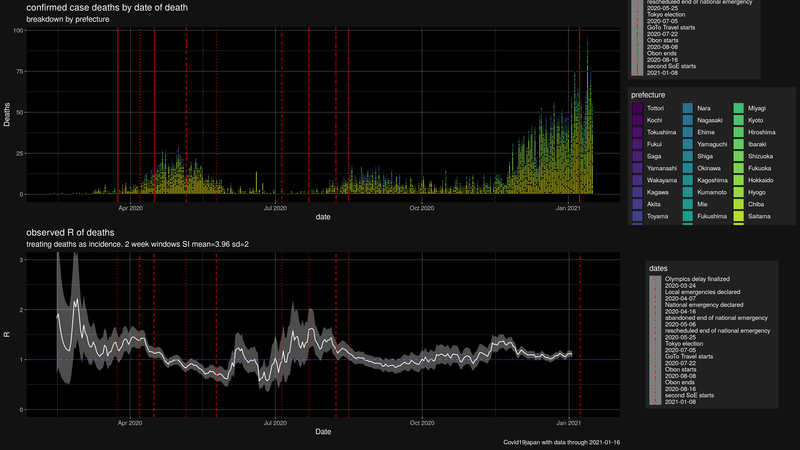 confirmed case deaths by date of death
breakdown by prefecture
100
75
50
25
0
Deaths
Apr 2020
Jul 2020
Oct 2020
Jan 2021
date
rescheduled end of national emergency
2020-05-25
Tokyo election
2020-07-05
GoTo Travel starts
2020-07-22
Obon starts
2020-08-08
Obon ends
2020-08-16
second SoE starts
2021-01-08
prefecture
Tottori Nara Miyagi
Kochi Nagasaki Kyoto
Tokushima Ehime Hiroshima
Fukui Yamaguchi Ibaraki
Saga Shiga Shizuoka
Yamanashi Okinawa Fukuoka
Wakayama Kagoshima Hokkaido
Kagawa Kumamoto Hyogo
Akita Mie Chiba
Toyama Fukushima Saitama
observed R of deaths
treating deaths as incidence. 2 week windows SI mean=3.96 sd=2
3
2
1
0
R
Apr 2020
Jul 2020
Oct 2020
Jan 2021
Date
dates
Olympics delay finalized
2020-03-24
Local emergencies declared
2020-04-07
National emergency declared
2020-04-16
abandoned end of national emergency
2020-05-06
rescheduled end of national emergency
2020-05-25
Tokyo election
2020-07-05
GoTo Travel starts
2020-07-22
Obon starts
2020-08-08
Obon ends
2020-08-16
second SoE starts
2021-01-08
Covid19japan with data through 2021-01-16